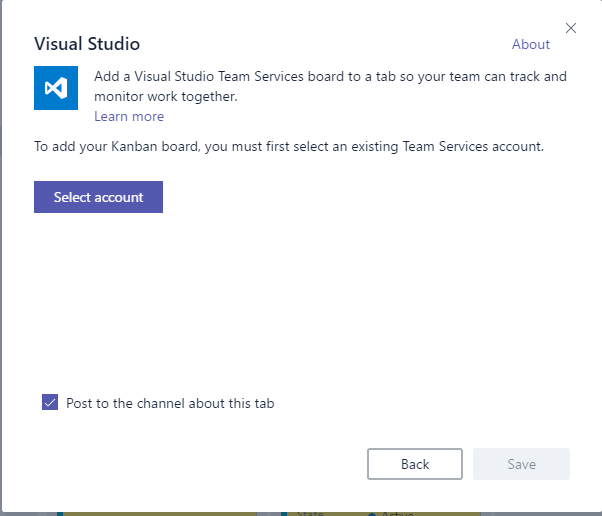 Visual Studio
About
Add a Visual Studio Team Services board to a tab so your team can track and
monitor work together.
Learn more
To add your Kanban board, you must first select an existing Team Services account.
Select account
Post to the channel about this tab
Back
Save
State
Active